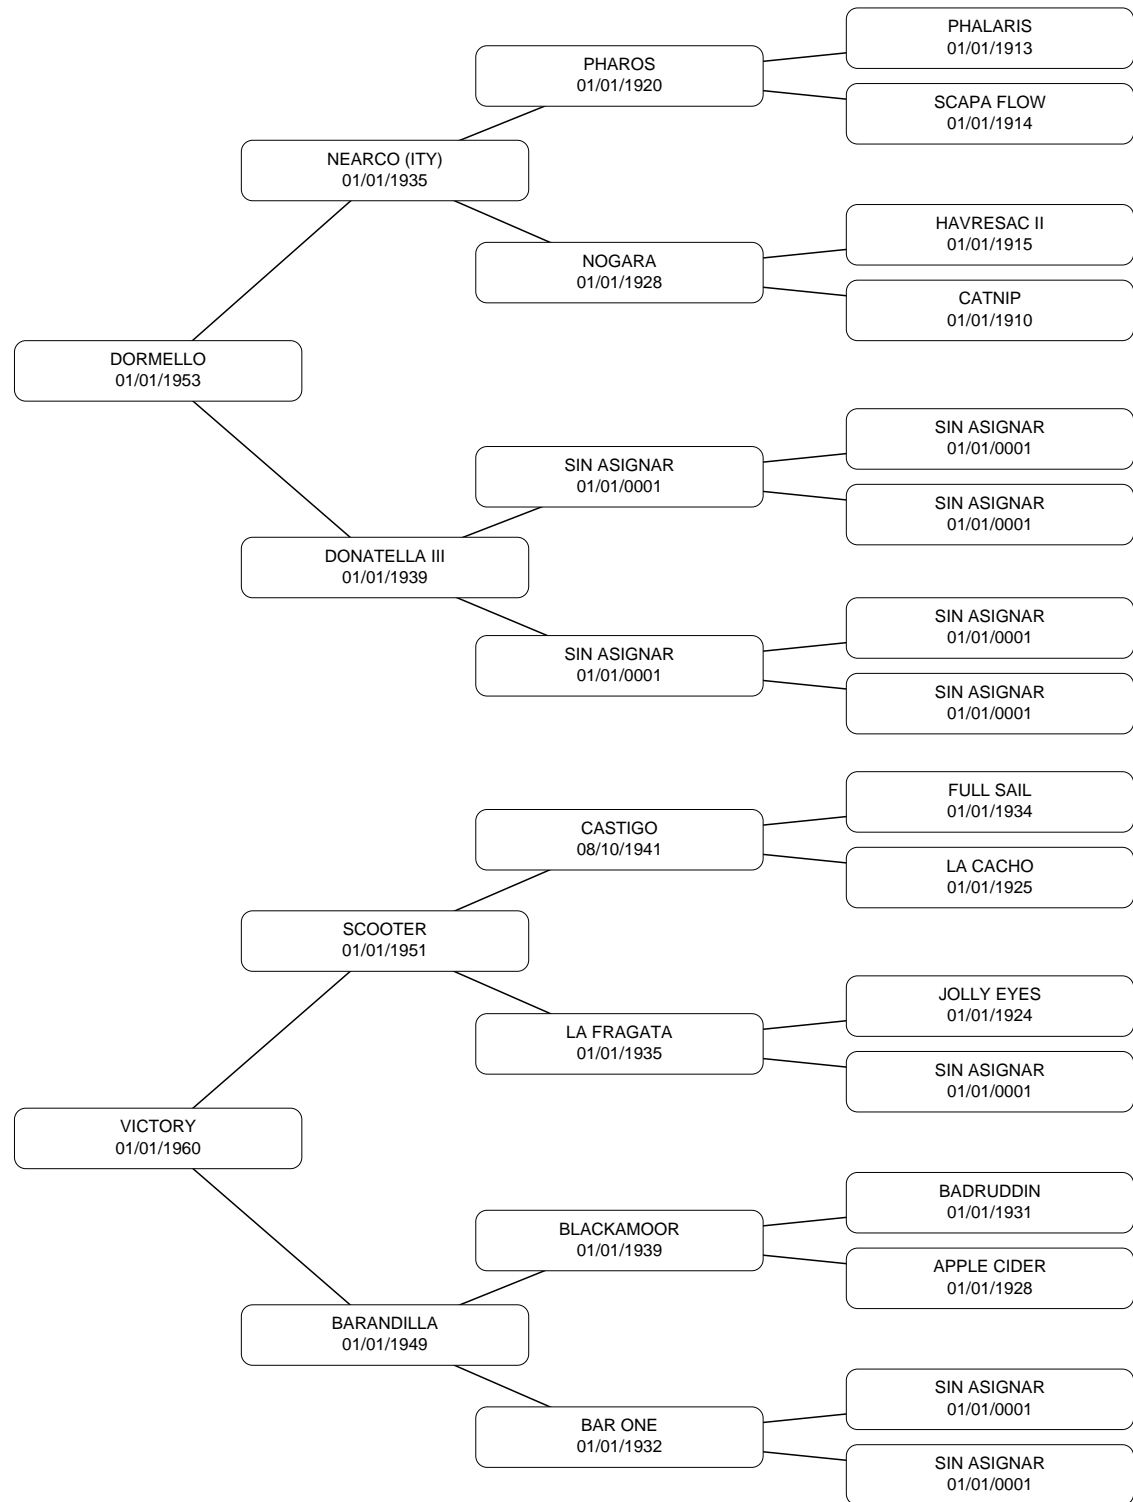 PHALARIS
01/01/1913
PHAROS
01/01/1920
SCAPA FLOW
01/01/1914
NEARCO (ITY)
01/01/1935
HAVRESAC II
01/01/1915
NOGARA
01/01/1928
CATNIP
01/01/1910
DORMELLO
01/01/1953
SIN ASIGNAR
01/01/0001
SIN ASIGNAR
01/01/0001
SIN ASIGNAR
01/01/0001
DONATELLA III
01/01/1939
SIN ASIGNAR
01/01/0001
SIN ASIGNAR
01/01/0001
SIN ASIGNAR
01/01/0001
FULL SAIL
01/01/1934
CASTIGO
08/10/1941
LA CACHO
01/01/1925
SCOOTER
01/01/1951
JOLLY EYES
01/01/1924
LA FRAGATA
01/01/1935
SIN ASIGNAR
01/01/0001
VICTORY
01/01/1960
BADRUDDIN
01/01/1931
BLACKAMOOR
01/01/1939
APPLE CIDER
01/01/1928
BARANDILLA
01/01/1949
SIN ASIGNAR
01/01/0001
BAR ONE
01/01/1932
SIN ASIGNAR
01/01/0001